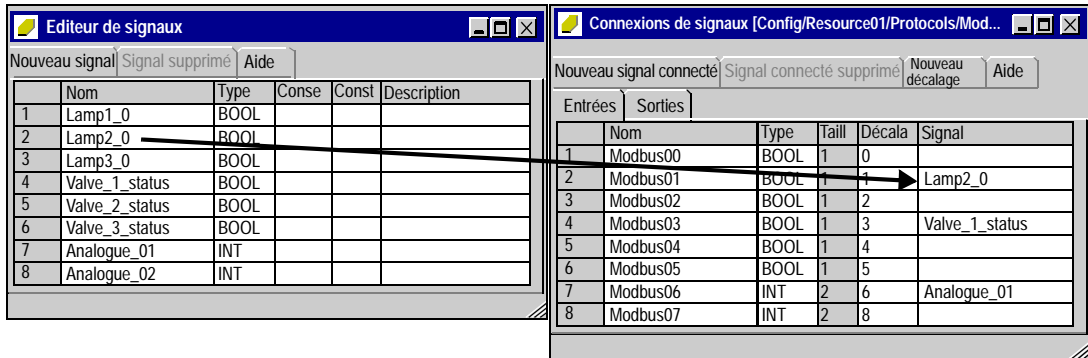 Editeur de signaux
Nouveau signal Signal supprimé Aide
Nom Type Conse Const Description
1 Lamp1_0 BOOL
2 Lamp2_0 BOOL
3 Lamp3_0 BOOL
4 Valve_1_status BOOL
5 Valve_2_status BOOL
6 Valve_3_status BOOL
7 Analogue_01 INT
8 Analogue_02 INT
Connexions de signaux [Config/Resource01/Protocols/Mod...
Nouveau signal connecté Signal connecté supprimé Nouveau décalage Aide
Entrées Sorties
Nom Type Taill Décala Signal
1 Modbus00 BOOL 1 0
2 Modbus01 BOOL 1 1 Lamp2_0
3 Modbus02 BOOL 1 2
4 Modbus03 BOOL 1 3 Valve_1_status
5 Modbus04 BOOL 1 4
6 Modbus05 BOOL 1 5
7 Modbus06 INT 2 6 Analogue_01
8 Modbus07 INT 2 8